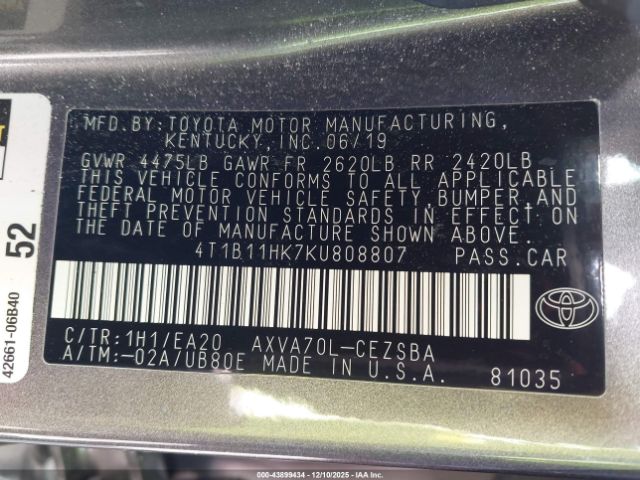 MFD.BY:TOYOTA MOTOR MANUFACTURING,
KENTUCKY,INC.06/19
GVWR 4475LB GAWR FR 2620LB RR 2420LB
THIS VEHICLE CONFORMS TO ALL APPLICABLE
FEDERAL MOTOR VEHICLE SAFETY,BUMPER,AND
THEFT PREVENTION STANDARDS IN EFFECT ON
THE DATE OF MANUFACTURE SHOWN ABOVE.
4T1B11HK7KU808807 PASS.CAR
C/TR:1H1/EA20 AXVA70L-CEZSBA
A/TM:-02A/UB80E MADE IN U.S.A. 81035
52
42661-06B40
00-43899434 | 12/10/2025 - IAAI.COM